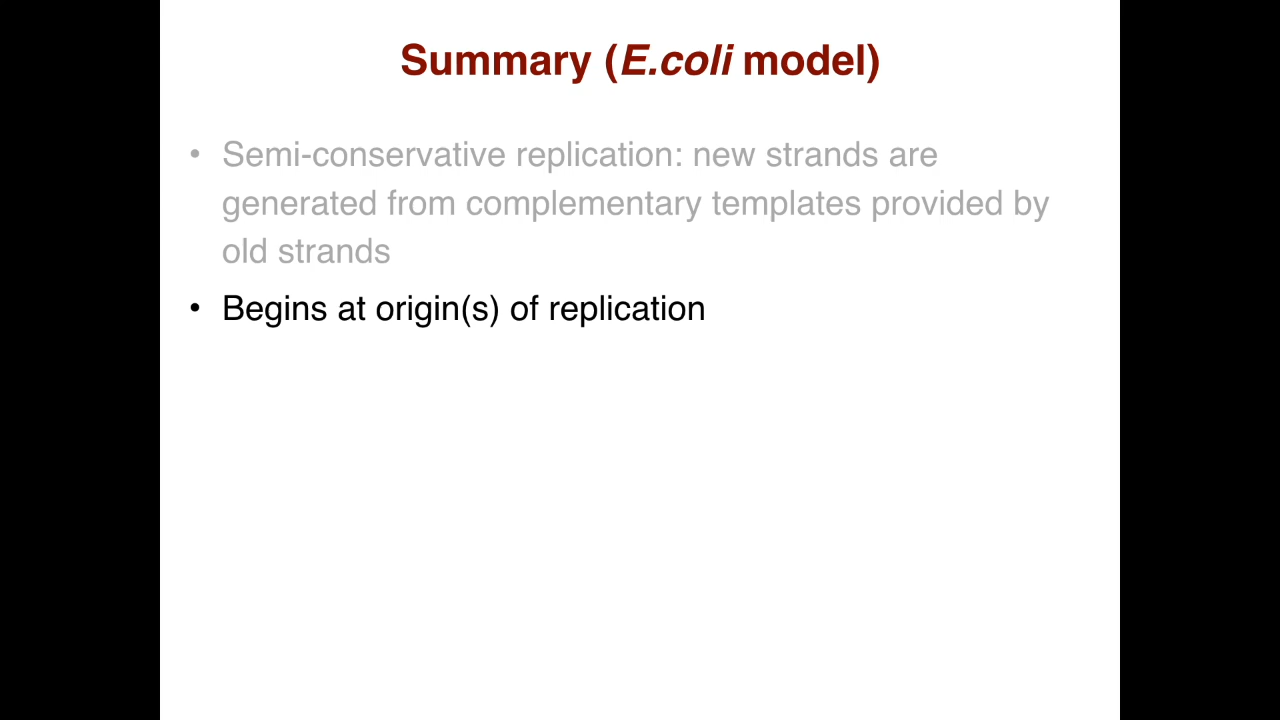 Summary (E.coli model)
• Semi-conservative replication: new strands are
generated from complementary templates provided by
old strands
• Begins at origin(s) of replication